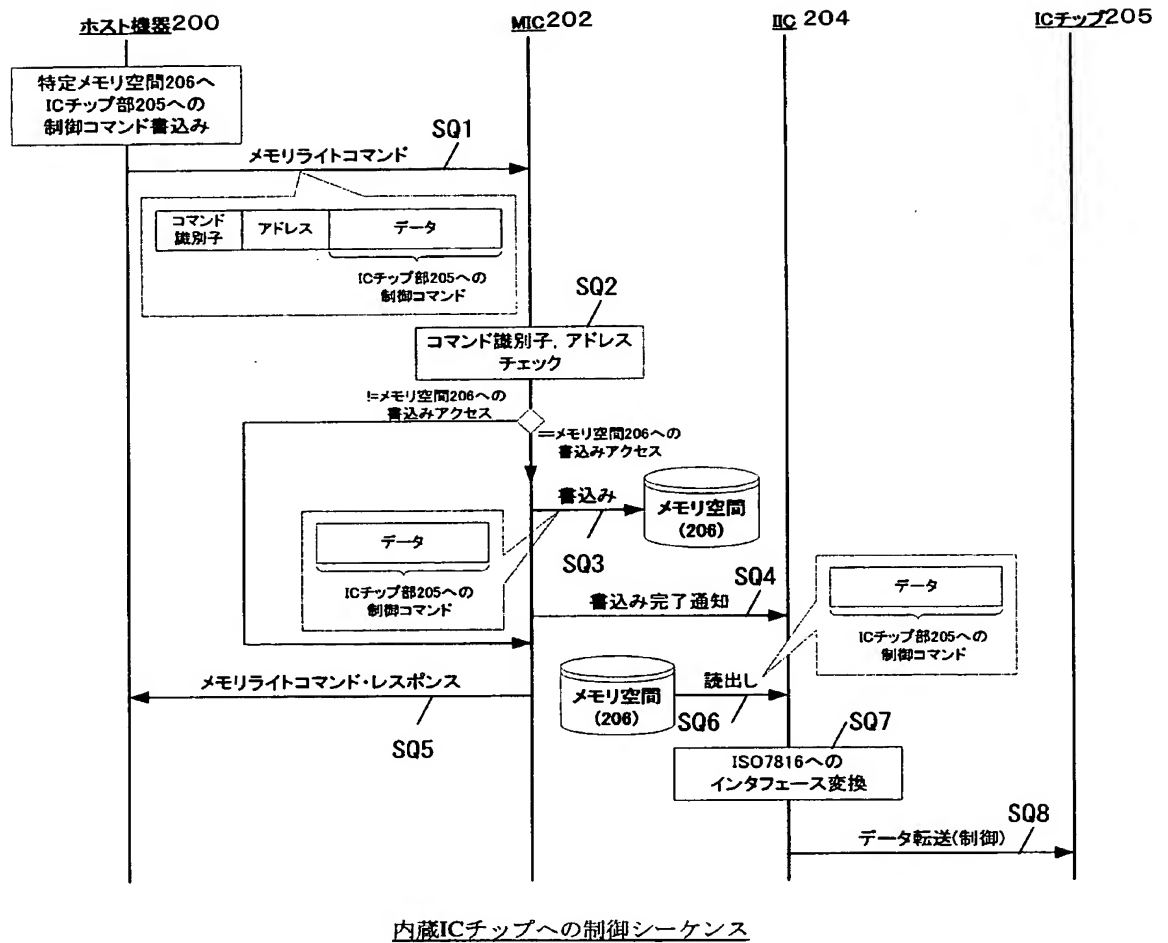 ホスト機器200
MIC202
IIC 204
ICチップ205
特定メモリ空間206へ
ICチップ部205への
制御コマンド書込み
SQ1
メモリライトコマンド
コマンド
識別子
アドレス
データ
ICチップ部205への
制御コマンド
SQ2
コマンド識別子, アドレス
チェック
!=メモリ空間206への
書込みアクセス
==メモリ空間206への
書込みアクセス
書込み
メモリ空間
(206)
SQ3
データ
ICチップ部205への
制御コマンド
SQ4
書込み完了通知
データ
ICチップ部205への
制御コマンド
メモリライトコマンド・レスポンス
SQ5
メモリ空間
(206)
読出し
SQ6
SQ7
ISO7816への
インタフェース変換
SQ8
データ転送(制御)
内蔵ICチップへの制御シーケンス